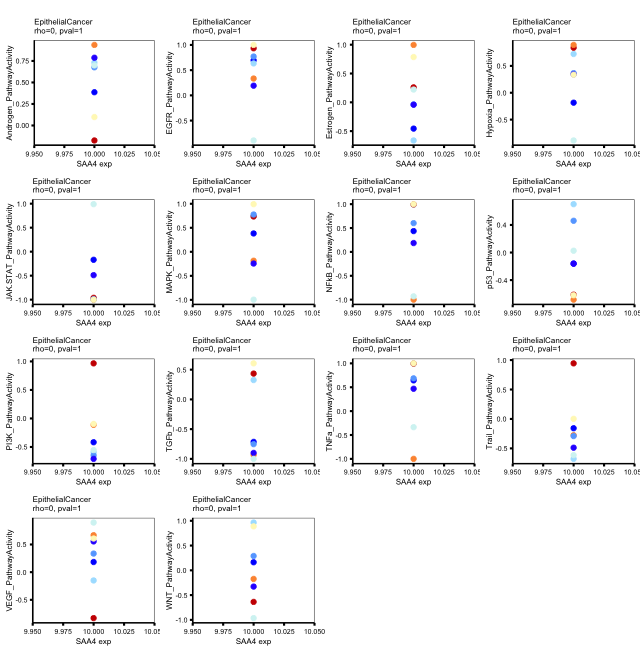 EpithelialCancer
rho=0, pval=1
Androgen_PathwayActivity
0.75
0.50
0.25
0.00
9.950 9.975 10.000 10.025 10.05
SAA4 exp
EpithelialCancer
rho=0, pval=1
EGFR_PathwayActivity
1.0
0.5
0.0
-0.5
9.950 9.975 10.000 10.025 10.05
SAA4 exp
EpithelialCancer
rho=0, pval=1
Estrogen_PathwayActivity
1.0
0.5
0.0
-0.5
9.950 9.975 10.000 10.025 10.05
SAA4 exp
EpithelialCancer
rho=0, pval=1
Hypoxia_PathwayActivity
1.0
0.5
0.0
-0.5
9.950 9.975 10.000 10.025 10.05
SAA4 exp
EpithelialCancer
rho=0, pval=1
JAK.STAT_PathwayActivity
1.0
0.5
0.0
-0.5
-1.0
9.950 9.975 10.000 10.025 10.05
SAA4 exp
EpithelialCancer
rho=0, pval=1
MAPK_PathwayActivity
1.0
0.5
0.0
-0.5
-1.0
9.950 9.975 10.000 10.025 10.05
SAA4 exp
EpithelialCancer
rho=0, pval=1
NFkB_PathwayActivity
1.0
0.5
0.0
-0.5
-1.0
9.950 9.975 10.000 10.025 10.05
SAA4 exp
EpithelialCancer
rho=0, pval=1
p53_PathwayActivity
0.4
0.0
-0.4
9.950 9.975 10.000 10.025 10.05
SAA4 exp
EpithelialCancer
rho=0, pval=1
PI3K_PathwayActivity
1.0
0.5
0.0
-0.5
9.950 9.975 10.000 10.025 10.05
SAA4 exp
EpithelialCancer
rho=0, pval=1
TGFb_PathwayActivity
0.5
0.0
-0.5
-1.0
9.950 9.975 10.000 10.025 10.05
SAA4 exp
EpithelialCancer
rho=0, pval=1
TNFa_PathwayActivity
1.0
0.5
0.0
-0.5
-1.0
9.950 9.975 10.000 10.025 10.05
SAA4 exp
EpithelialCancer
rho=0, pval=1
Trail_PathwayActivity
1.0
0.5
0.0
-0.5
9.950 9.975 10.000 10.025 10.05
SAA4 exp
EpithelialCancer
rho=0, pval=1
VEGF_PathwayActivity
0.5
0.0
-0.5
9.950 9.975 10.000 10.025 10.05
SAA4 exp
EpithelialCancer
rho=0, pval=1
WNT_PathwayActivity
1.0
0.5
0.0
-0.5
-1.0
9.950 9.975 10.000 10.025 10.050
SAA4 exp